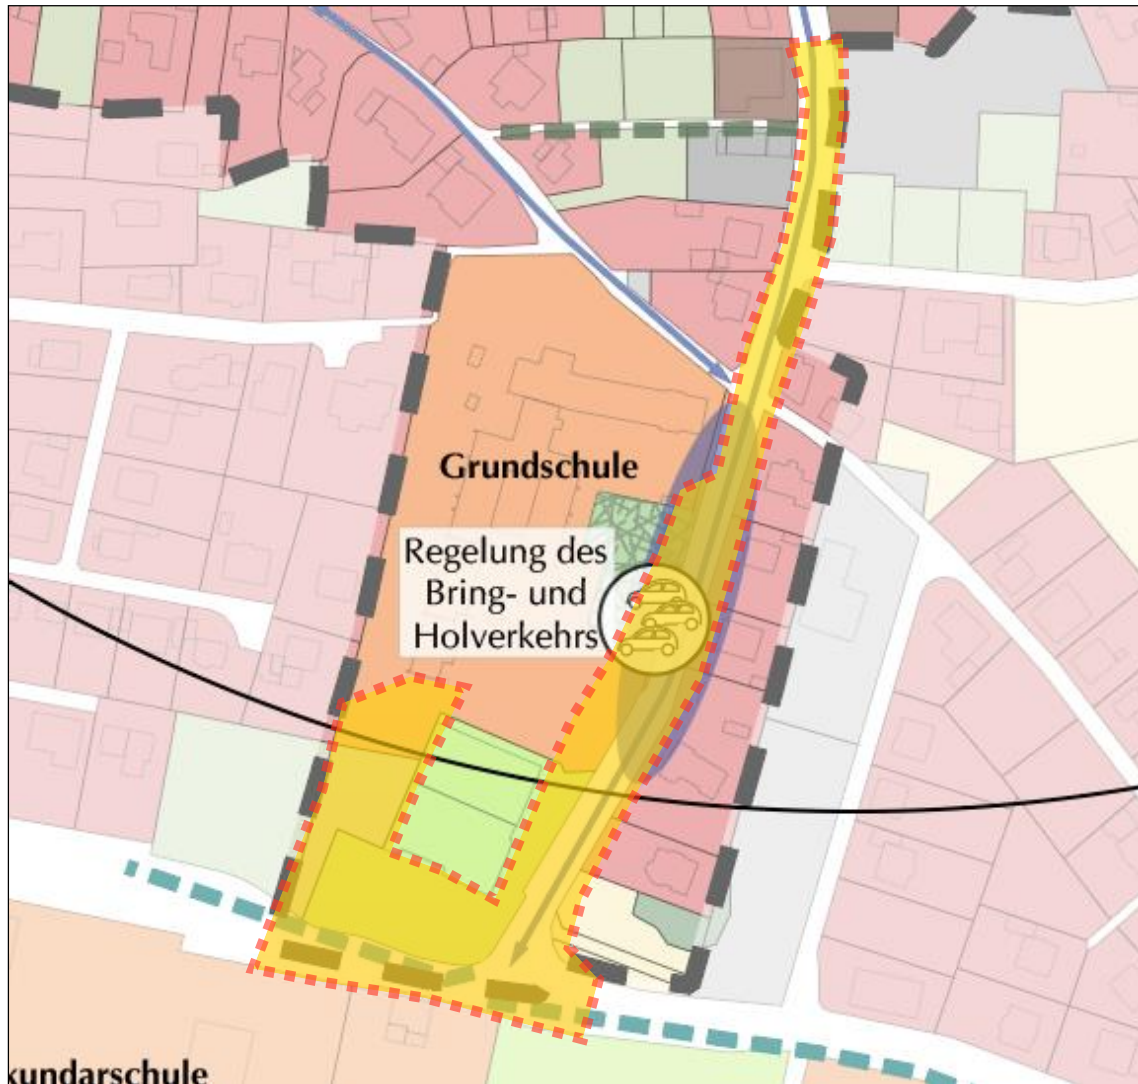 Grundschule
Regelung des
Bring- und
Holverkehrs
kundarschule